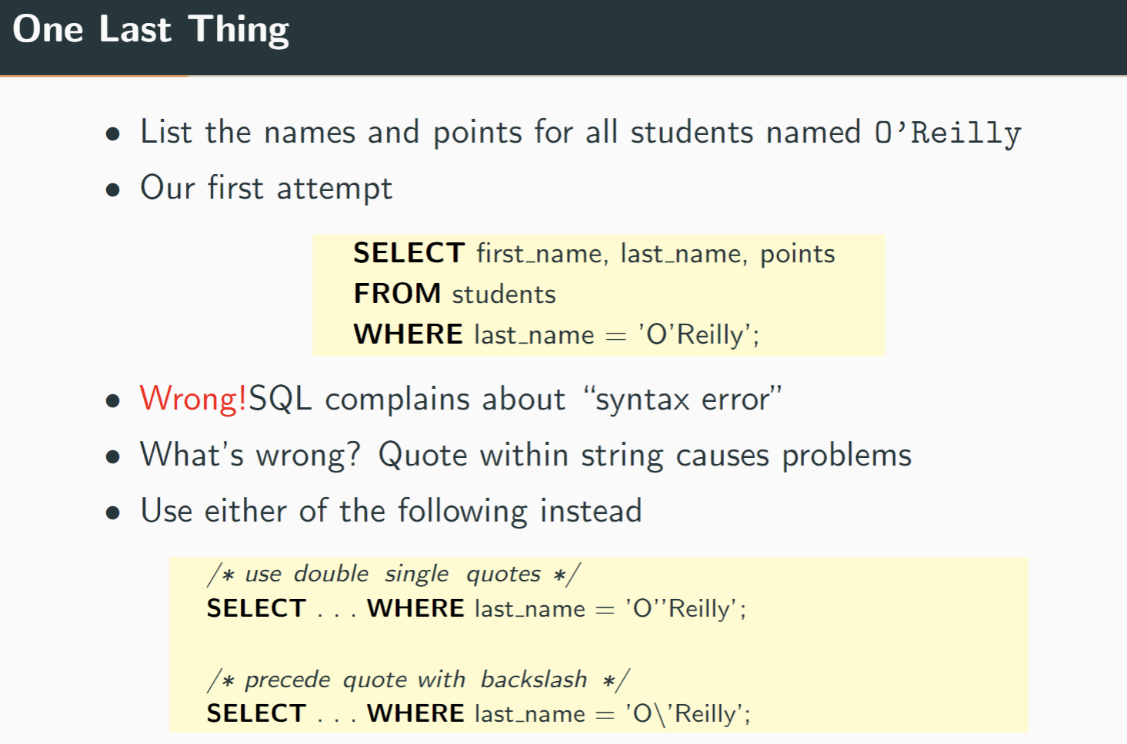 One Last Thing
• List the names and points for all students named O'Reilly
• Our first attempt
SELECT first_name, last_name, points
FROM students
WHERE last_name = 'O'Reilly';
• Wrong!SQL complains about “syntax error”
• What's wrong? Quote within string causes problems
• Use either of the following instead
/* use double single quotes */
SELECT . . . WHERE last_name = 'O''Reilly';
/* precede quote with backslash */
SELECT . . . WHERE last_name = 'O\'Reilly';